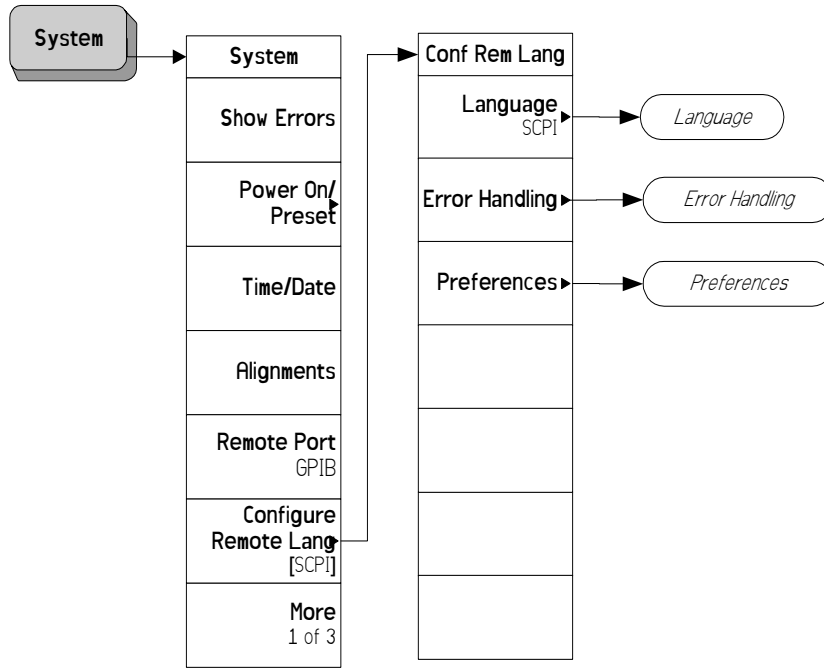 System
System
Show Errors
Power On/
Preset
Time/Date
Alignments
Remote Port
GPIB
Configure
Remote Lang
[SCPI]
More
1 of 3
Conf Rem Lang
Language
SCPI
Error Handling
Preferences
Language
Error Handling
Preferences